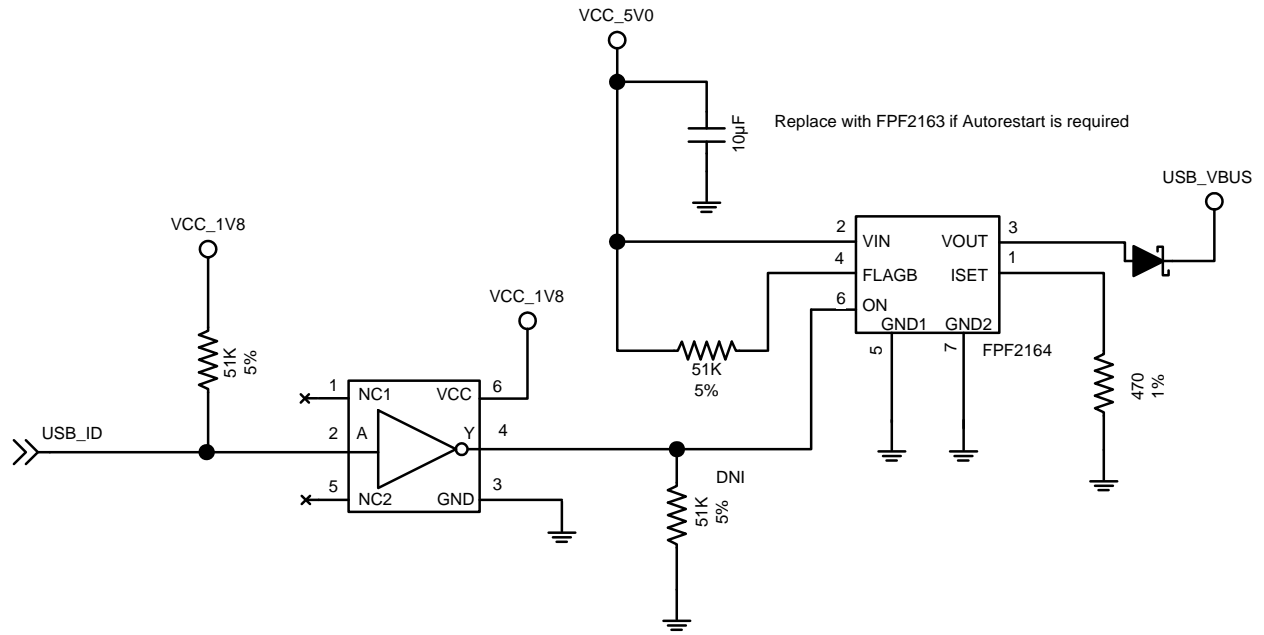 VCC_5V0
10µF
Replace with FPF2163 if Autorestart is required
USB_VBUS
VCC_1V8
2
VIN
VOUT
3
4
FLAGB
ISET
1
6
ON
GND1
GND2
5
7
FPF2164
VCC_1V8
51K
5%
51K
5%
470
1%
1
NC1
VCC
6
USB_ID
2
A
Y
4
5
NC2
GND
3
DNI
51K
5%